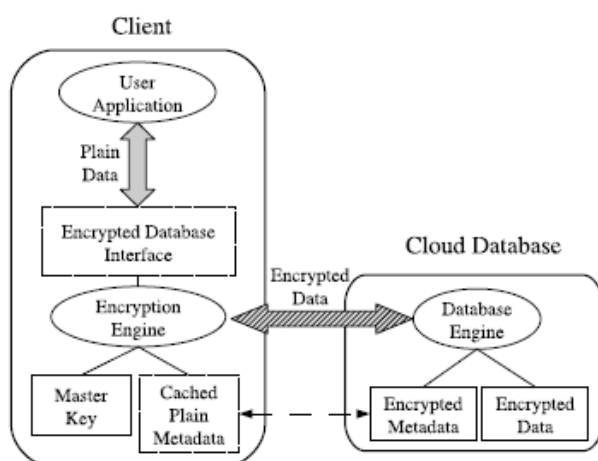 Client
User
Application
Plain
Data
Encrypted Database
Interface
Encryption
Engine
Master
Key
Cached
Plain
Metadata
Encrypted
Data
Cloud Database
Database
Engine
Encrypted
Metadata
Encrypted
Data